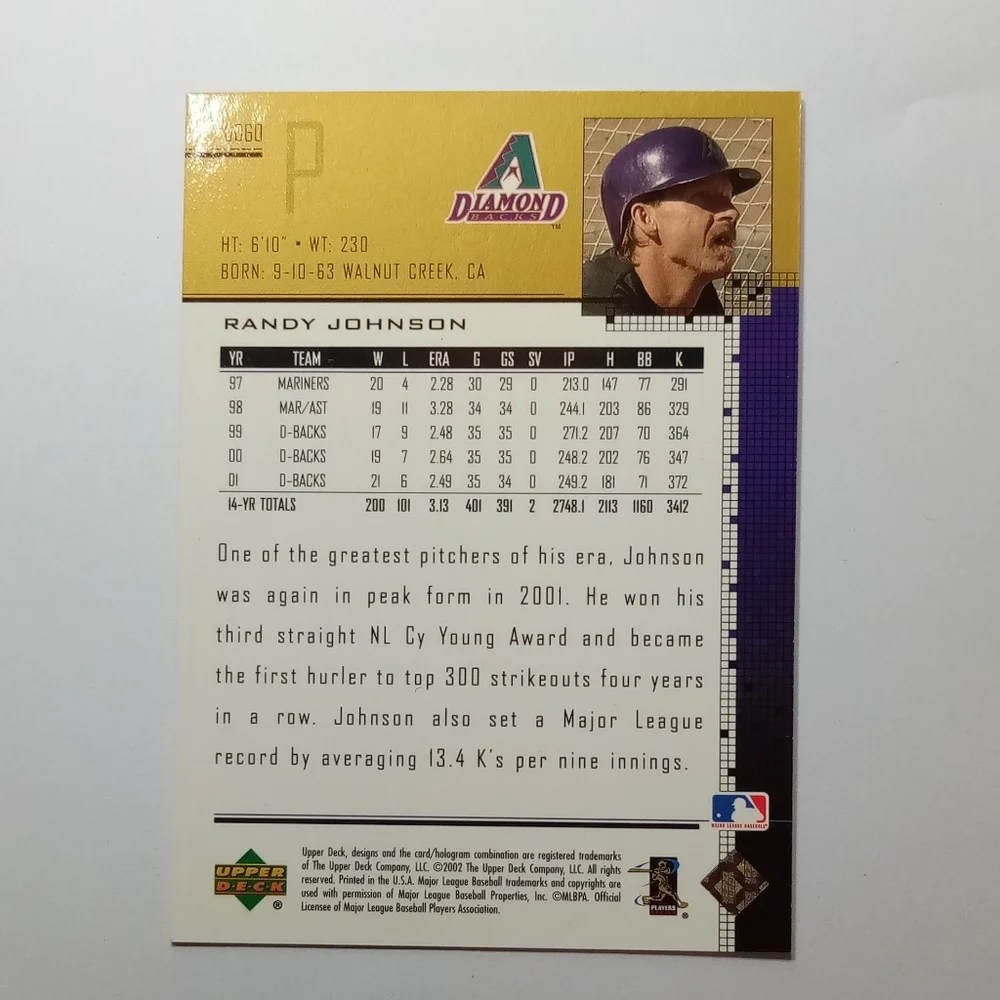 P
DIAMOND
BACKS
TM
HT: 6'10" ▪ WT: 230
BORN: 9-10-63 WALNUT CREEK, CA
RANDY JOHNSON
YR TEAM W L ERA G GS SV IP H BB K
97 MARINERS 20 4 2.28 30 29 0 213.0 147 77 291
98 MAR/AST 19 11 3.28 34 34 0 244.1 203 86 329
99 D-BACKS 17 9 2.48 35 35 0 271.2 207 70 364
00 D-BACKS 19 7 2.64 35 35 0 248.2 202 76 347
01 D-BACKS 21 6 2.49 35 34 0 249.2 181 71 372
14-YR TOTALS 200 101 3.13 401 391 2 2748.1 2113 1160 3412
One of the greatest pitchers of his era, Johnson
was again in peak form in 2001. He won his
third straight NL Cy Young Award and became
the first hurler to top 300 strikeouts four years
in a row. Johnson also set a Major League
record by averaging 13.4 K's per nine innings.
MAJOR LEAGUE BASEBALL
UPPER
DECK
®
Upper Deck, designs and the card/hologram combination are registered trademarks
of The Upper Deck Company, LLC. ©2002 The Upper Deck Company, LLC. All rights
reserved. Printed in the U.S.A. Major League Baseball trademarks and copyrights are
used with permission of Major League Baseball Properties, Inc. ©MLBPA. Official
Licensee of Major League Baseball Players Association.
PLAYERS
®